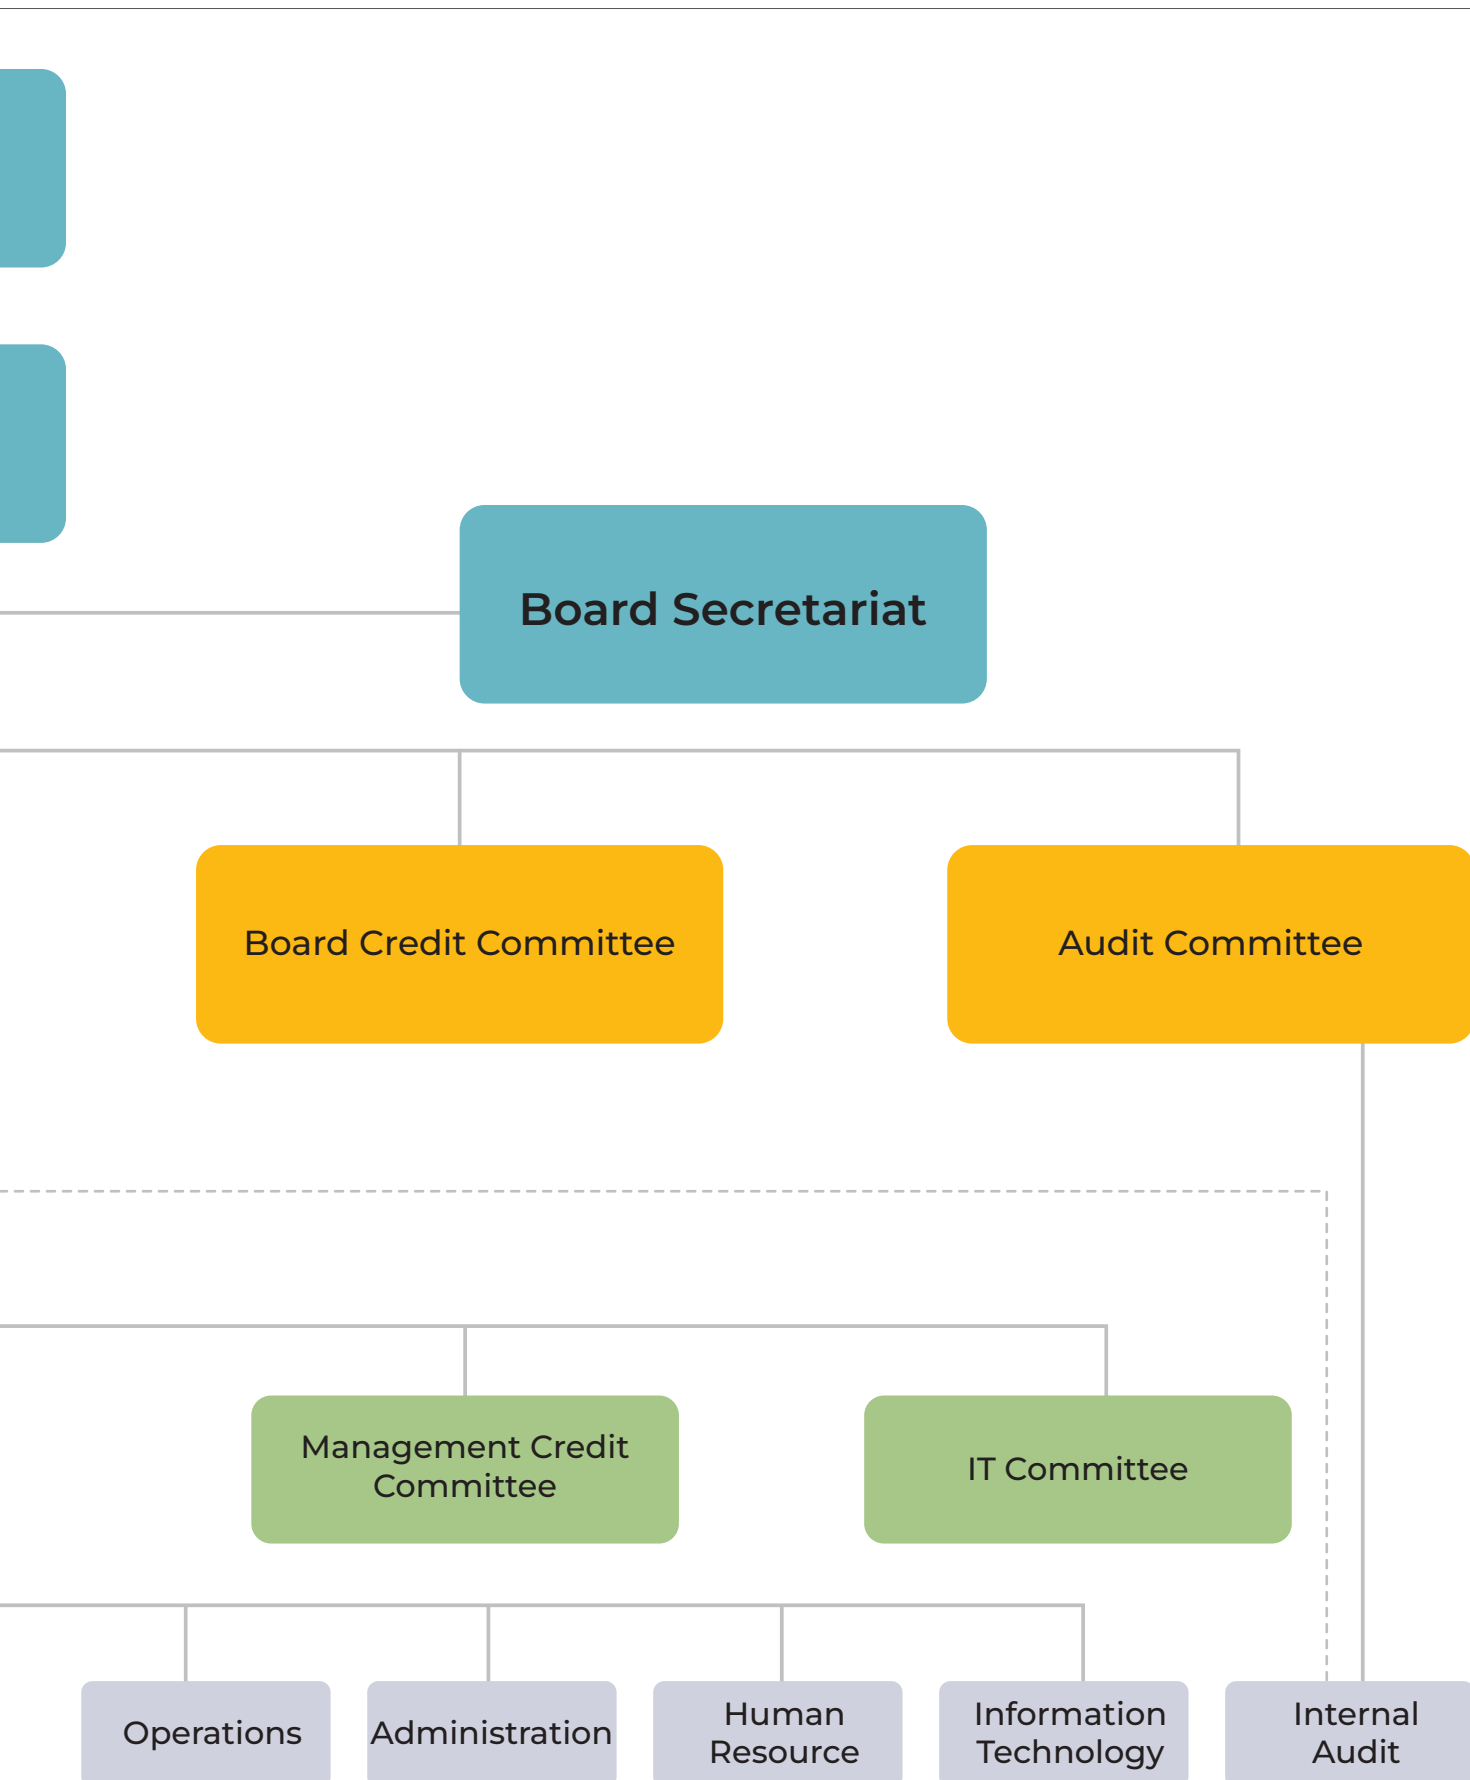 Board Secretariat
Board Credit Committee
Audit Committee
Management Credit
Committee
IT Committee
Operations
Administration
Human
Resource
Information
Technology
Internal
Audit